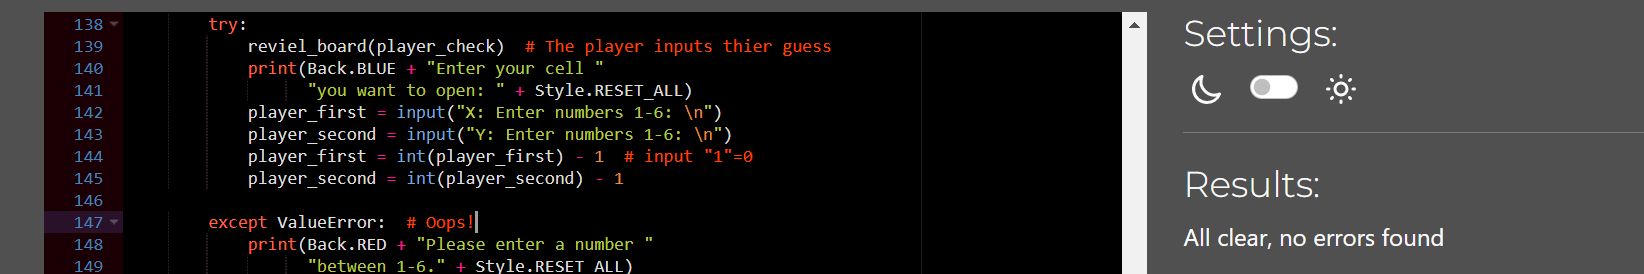 138 try:
139 reviel_board(player_check)  # The player inputs thier guess
140 print(Back.BLUE + "Enter your cell "
141 "you want to open: " + Style.RESET_ALL)
142 player_first = input("X: Enter numbers 1-6: \n")
143 player_second = input("Y: Enter numbers 1-6: \n")
144 player_first = int(player_first) - 1  # input "1"=0
145 player_second = int(player_second) - 1
146
147 except ValueError:  # Oops!
148 print(Back.RED + "Please enter a number "
149 "between 1-6." + Style.RESET_ALL)
Settings:
Results:
All clear, no errors found